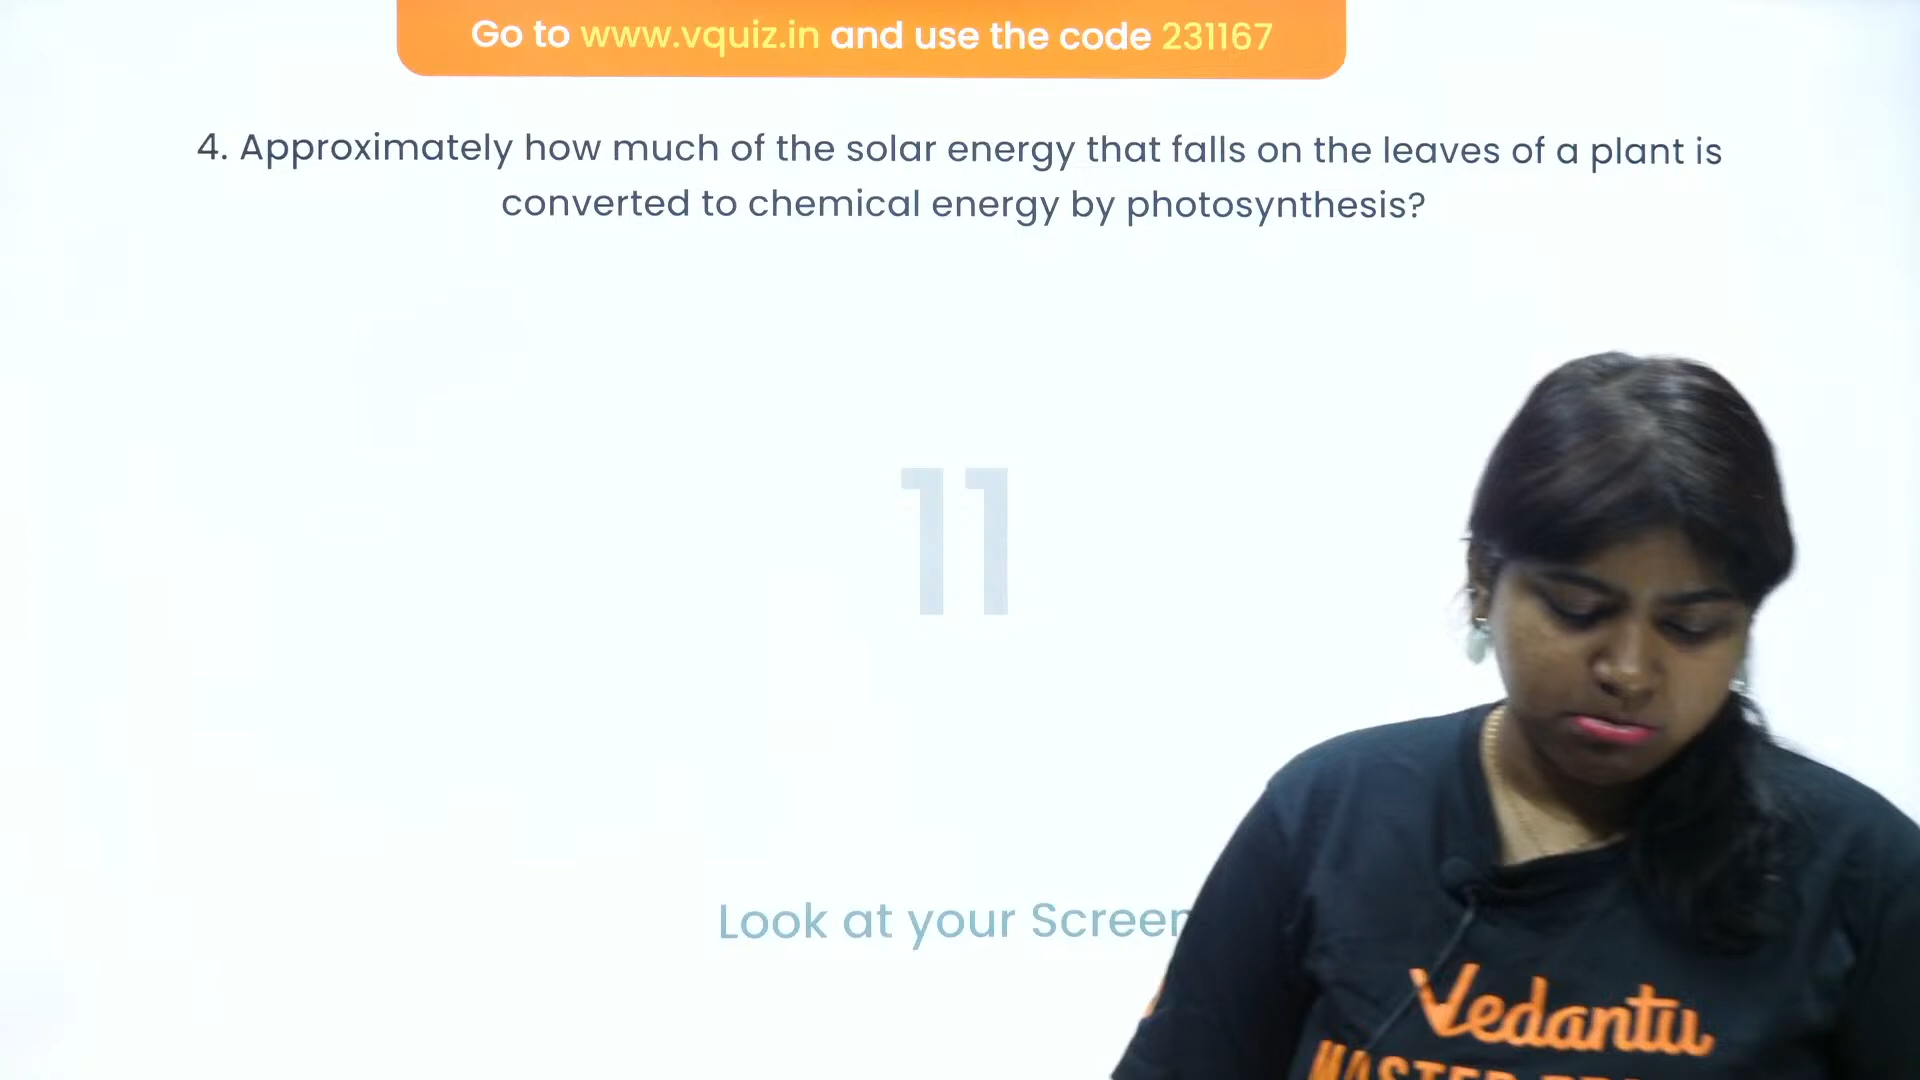 Go to www.vquiz.in and use the code 231167
4. Approximately how much of the solar energy that falls on the leaves of a plant is
converted to chemical energy by photosynthesis?
11
Look at your Screen
Vedantu
MASTER